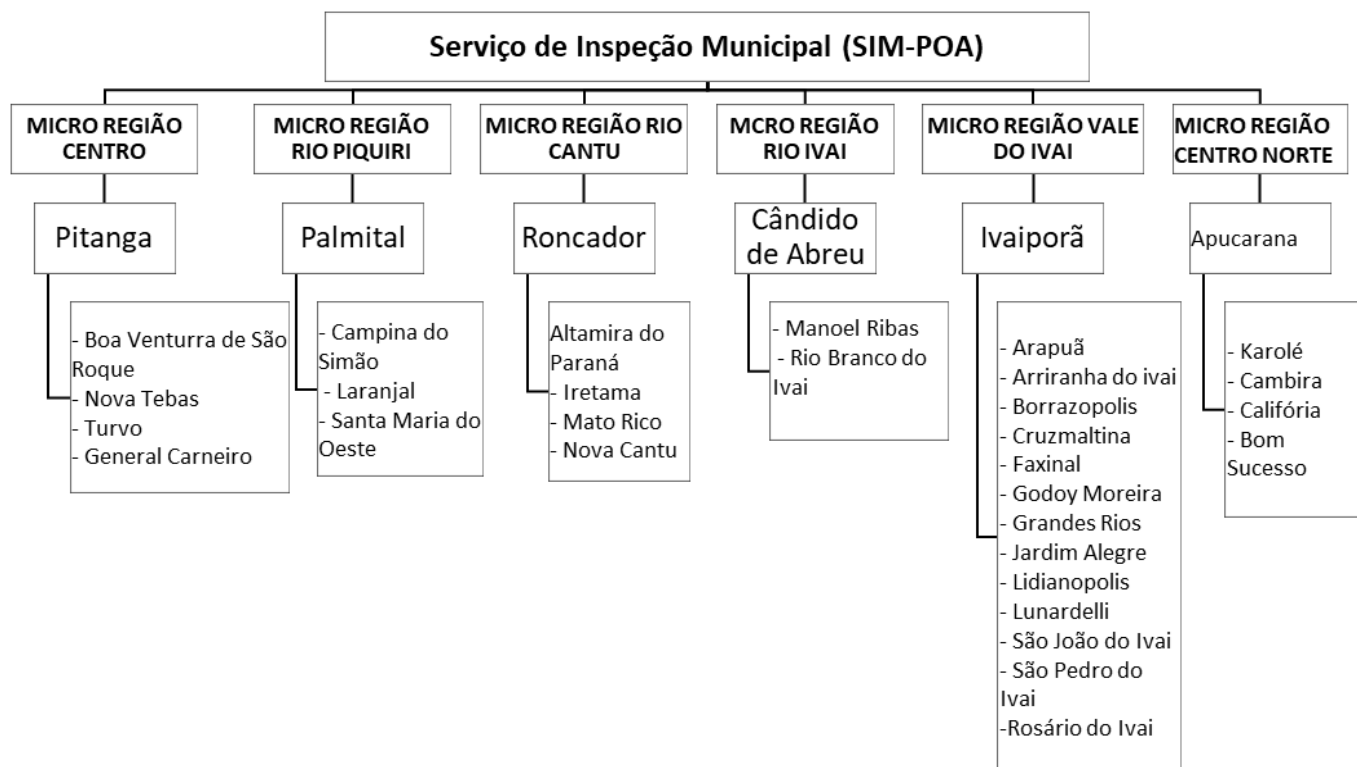 Serviço de Inspeção Municipal (SIM-POA)
MICRO REGIÃO
CENTRO
Pitanga
- Boa Venturra de São
Roque
- Nova Tebas
- Turvo
- General Carneiro
MICRO REGIÃO
RIO PIQUIRI
Palmital
- Campina do
Simão
- Laranjal
- Santa Maria do
Oeste
MICRO REGIÃO RIO
CANTU
Roncador
Altamira do
Paraná
- Iretama
- Mato Rico
- Nova Cantu
MCRO REGIÃO
RIO IVAI
Cândido
de Abreu
- Manoel Ribas
- Rio Branco do
Ivai
MICRO REGIÃO VALE
DO IVAI
Ivaiporã
- Arapuã
- Arriranha do ivai
- Borrazopolis
- Cruzmaltina
- Faxinal
- Godoy Moreira
- Grandes Rios
- Jardim Alegre
- Lidianopolis
- Lunardelli
- São João do Ivai
- São Pedro do
Ivai
-Rosário do Ivai
MICRO REGIÃO
CENTRO NORTE
Apucarana
- Karolé
- Cambira
- Califória
- Bom
Sucesso